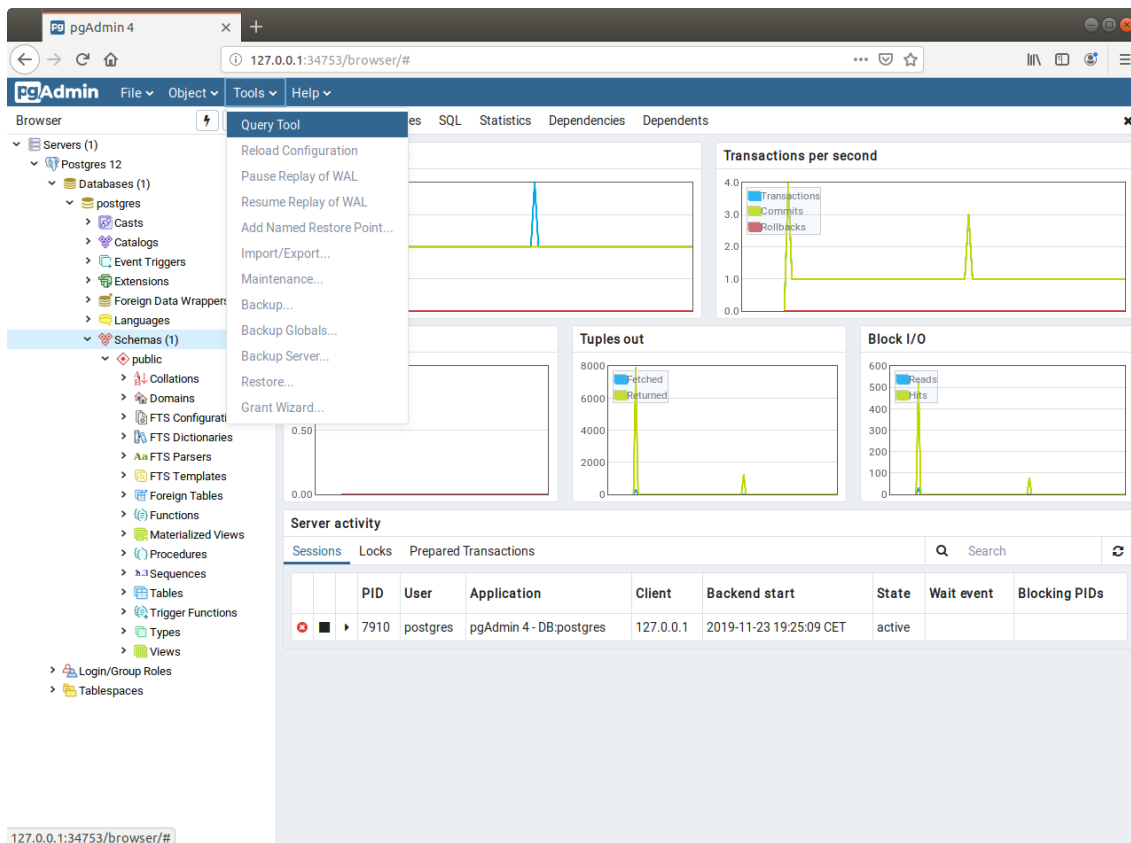 pgAdmin 4
127.0.0.1:34753/browser/#
pgAdmin File Object Tools Help
Browser
SQL Statistics Dependencies Dependents
Servers (1)
Postgres 12
Databases (1)
postgres
Casts
Catalogs
Event Triggers
Extensions
Foreign Data Wrappers
Languages
Schemas (1)
public
Collations
Domains
FTS Configurati
FTS Dictionaries
FTS Parsers
FTS Templates
Foreign Tables
Functions
Materialized Views
Procedures
Sequences
Tables
Trigger Functions
Types
Views
Login/Group Roles
Tablespaces
Query Tool
Reload Configuration
Pause Replay of WAL
Resume Replay of WAL
Add Named Restore Point...
Import/Export...
Maintenance...
Backup...
Backup Globals...
Backup Server...
Restore...
Grant Wizard...
Transactions per second
4.0
3.0
2.0
1.0
0.0
Transactions
Commits
Rollbacks
0.50
0.00
Tuples out
8000
6000
4000
2000
0
Fetched
Returned
Block I/O
600
500
400
300
200
100
0
Reads
Hits
Server activity
Sessions Locks Prepared Transactions Search
PID User Application Client Backend start State Wait event Blocking PIDs
7910 postgres pgAdmin 4 - DB:postgres 127.0.0.1 2019-11-23 19:25:09 CET active
127.0.0.1:34753/browser/#